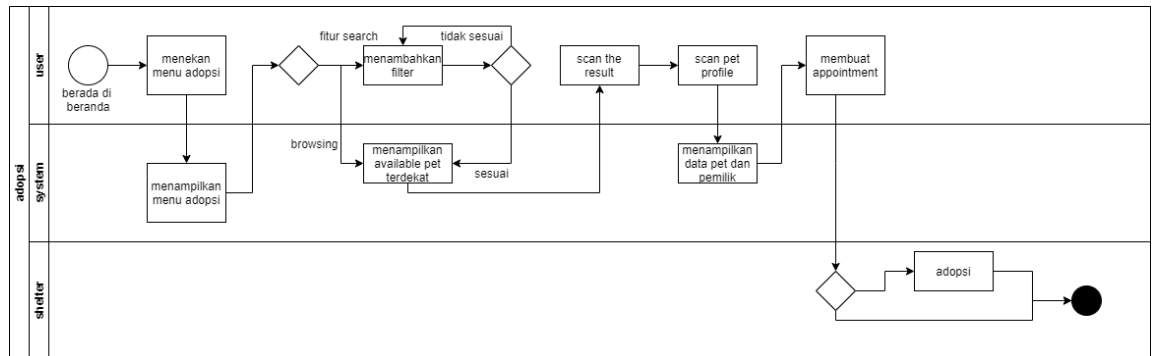 adopsi
user
system
shelter
berada di
beranda
menekan
menu adopsi
menampilkan
menu adopsi
fitur search
browsing
menambahkan
filter
tidak sesuai
sesuai
menampilkan
available pet
terdekat
scan the
result
scan pet
profile
menampilkan
data pet dan
pemilik
membuat
appointment
adopsi